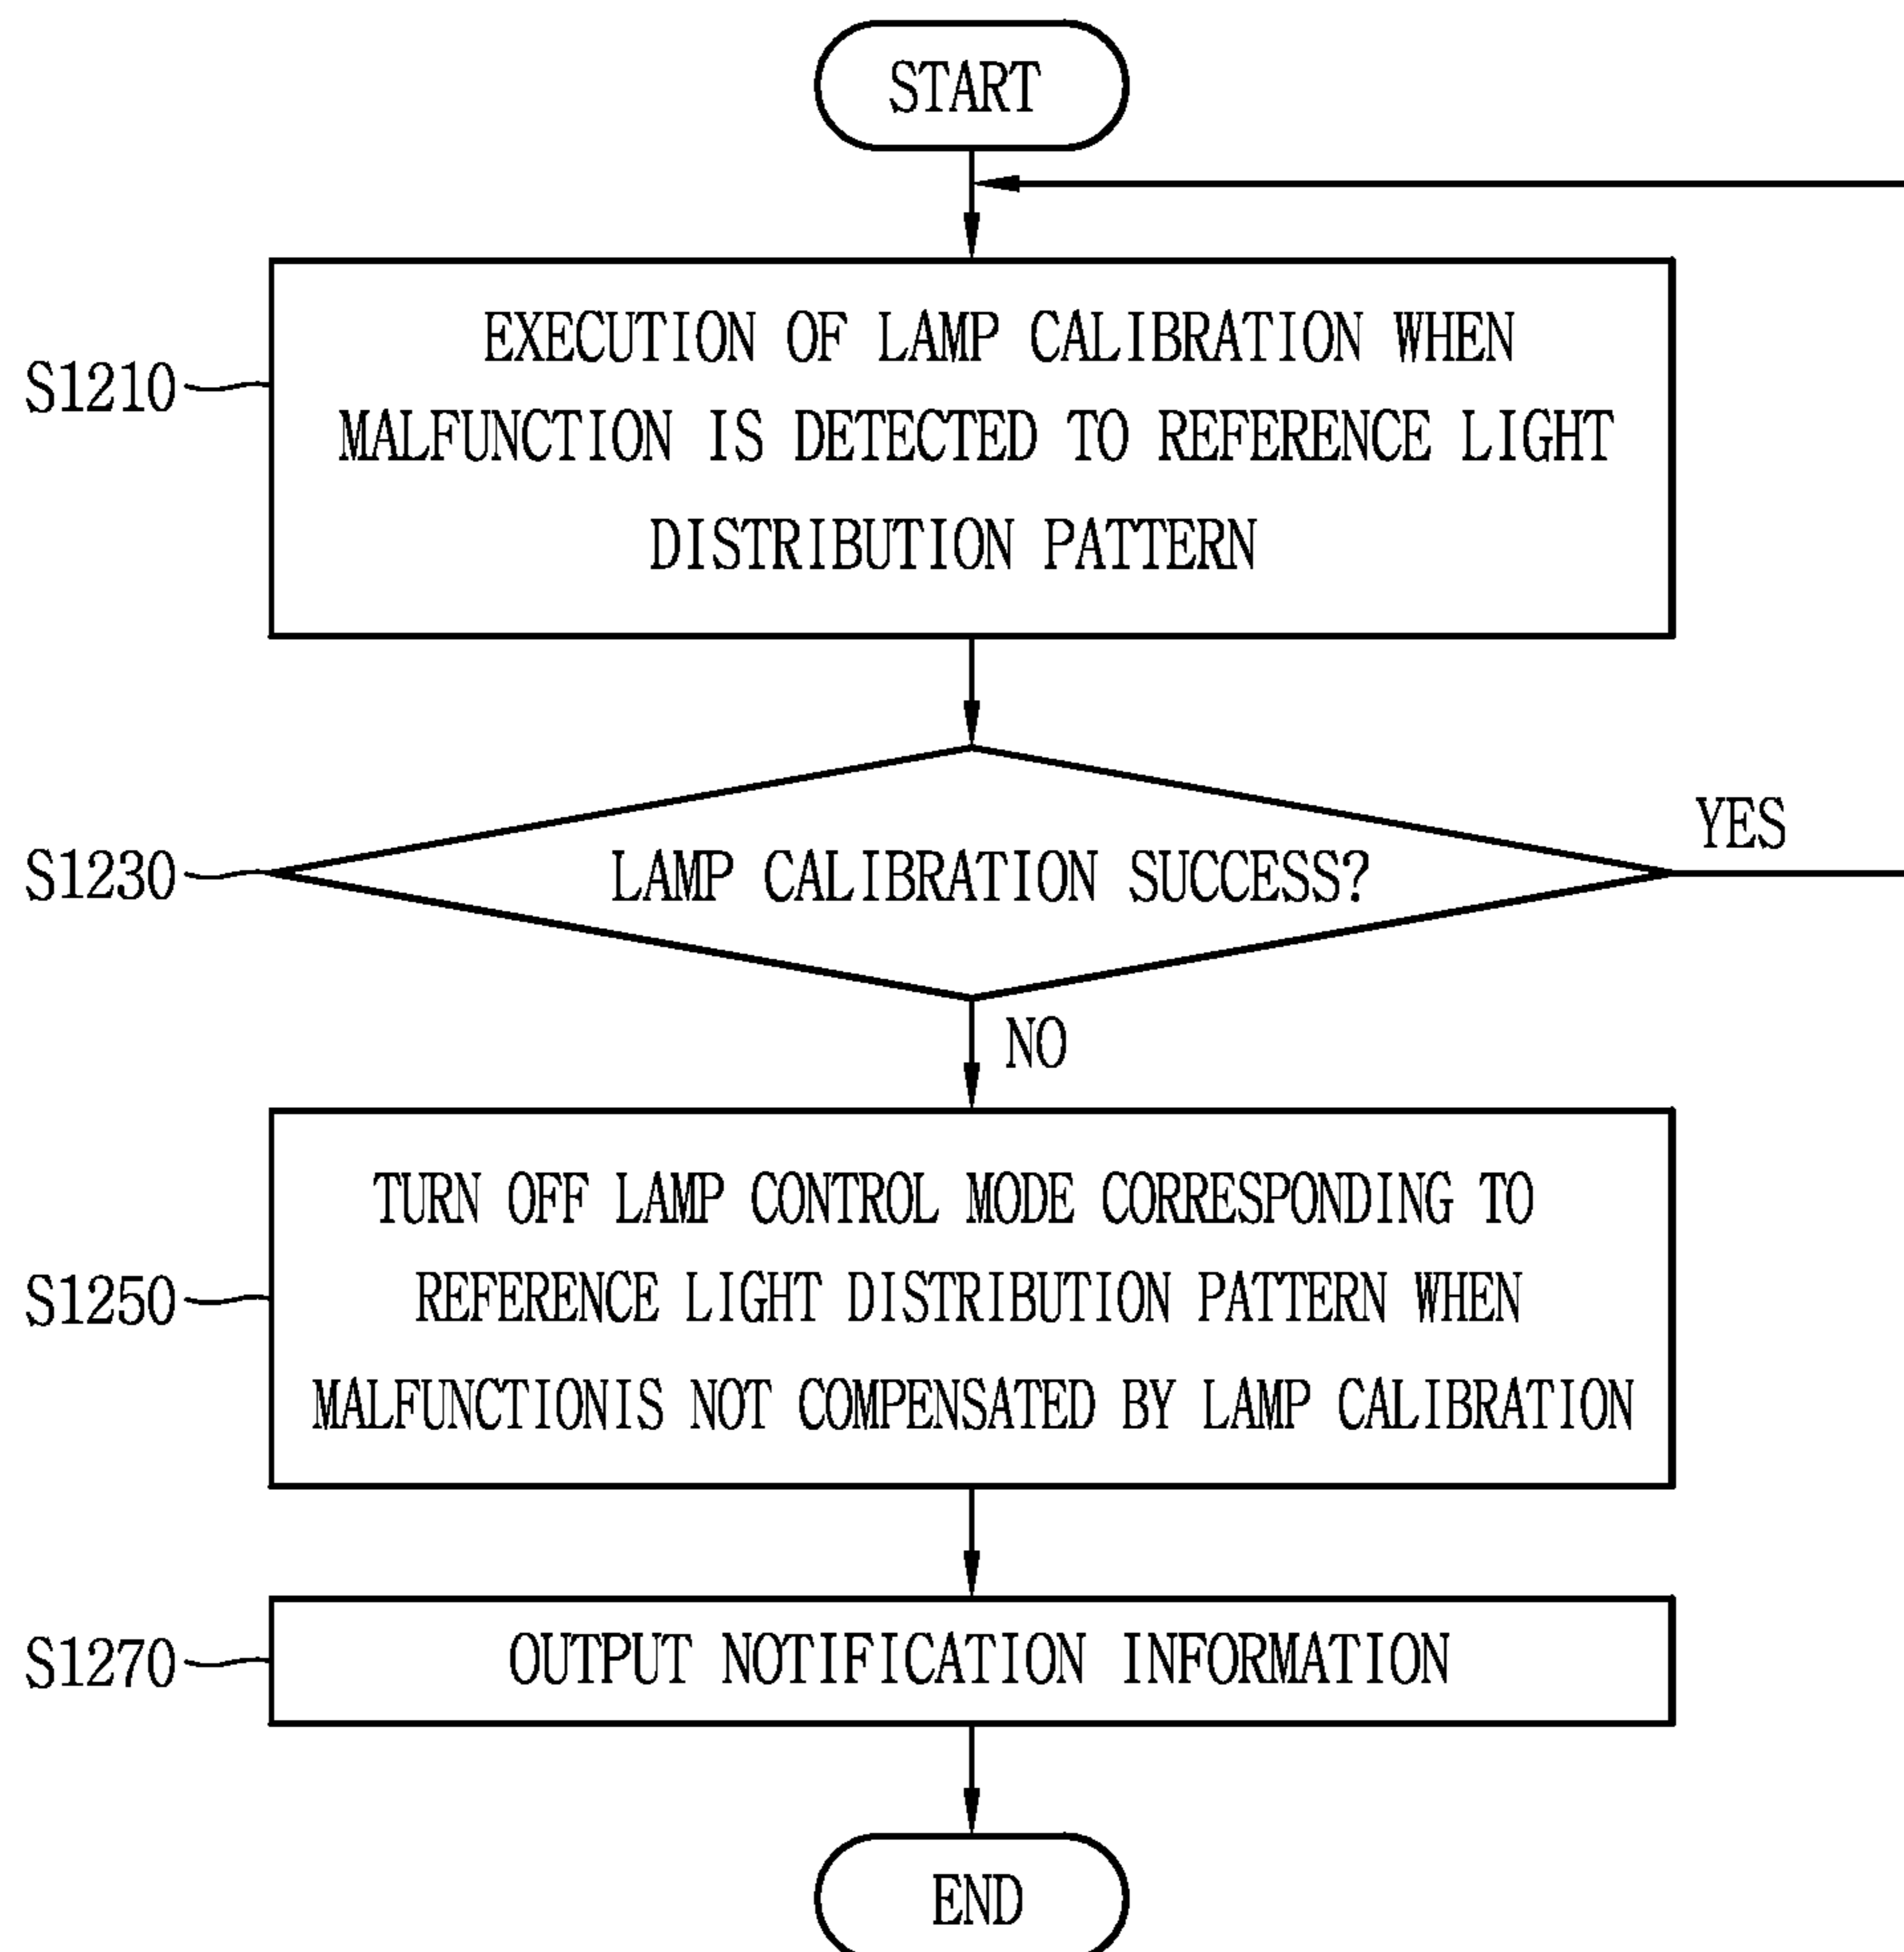 START
S1210
EXECUTION OF LAMP CALIBRATION WHEN
MALFUNCTION IS DETECTED TO REFERENCE LIGHT
DISTRIBUTION PATTERN
S1230
LAMP CALIBRATION SUCCESS?
YES
NO
S1250
TURN OFF LAMP CONTROL MODE CORRESPONDING TO
REFERENCE LIGHT DISTRIBUTION PATTERN WHEN
MALFUNCTIONIS NOT COMPENSATED BY LAMP CALIBRATION
S1270
OUTPUT NOTIFICATION INFORMATION
END